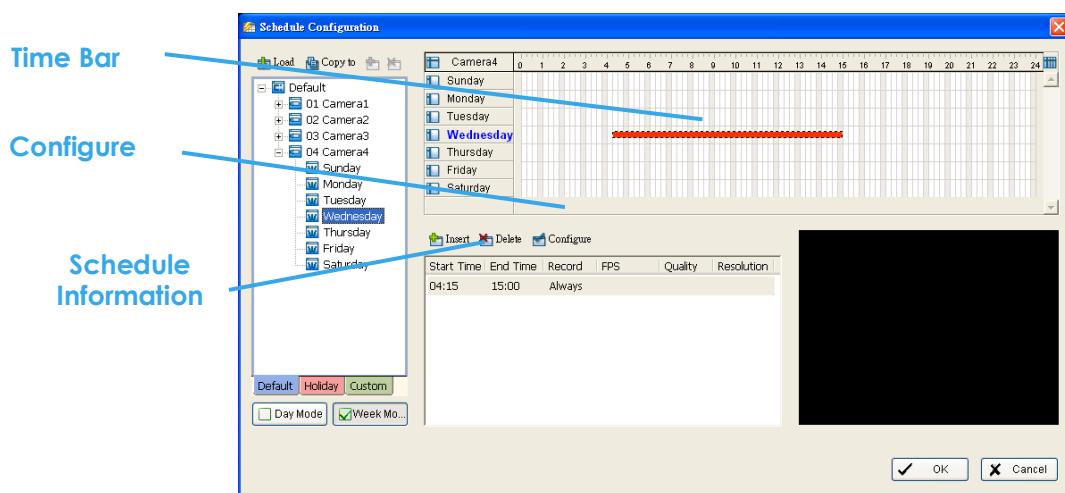 Schedule Configuration
Time Bar
Load Copy to
Camera4 0 1 2 3 4 5 6 7 8 9 10 11 12 13 14 15 16 17 18 19 20 21 22 23 24
Default
01 Camera1
02 Camera2
03 Camera3
04 Camera4
Sunday
Monday
Tuesday
Wednesday
Thursday
Friday
Saturday
Sunday
Monday
Tuesday
Wednesday
Thursday
Friday
Saturday
Configure
Schedule
Information
Insert Delete Configure
Start Time End Time Record FPS Quality Resolution
04:15 15:00 Always
Default Holiday Custom
Day Mode Week Mo...
OK Cancel